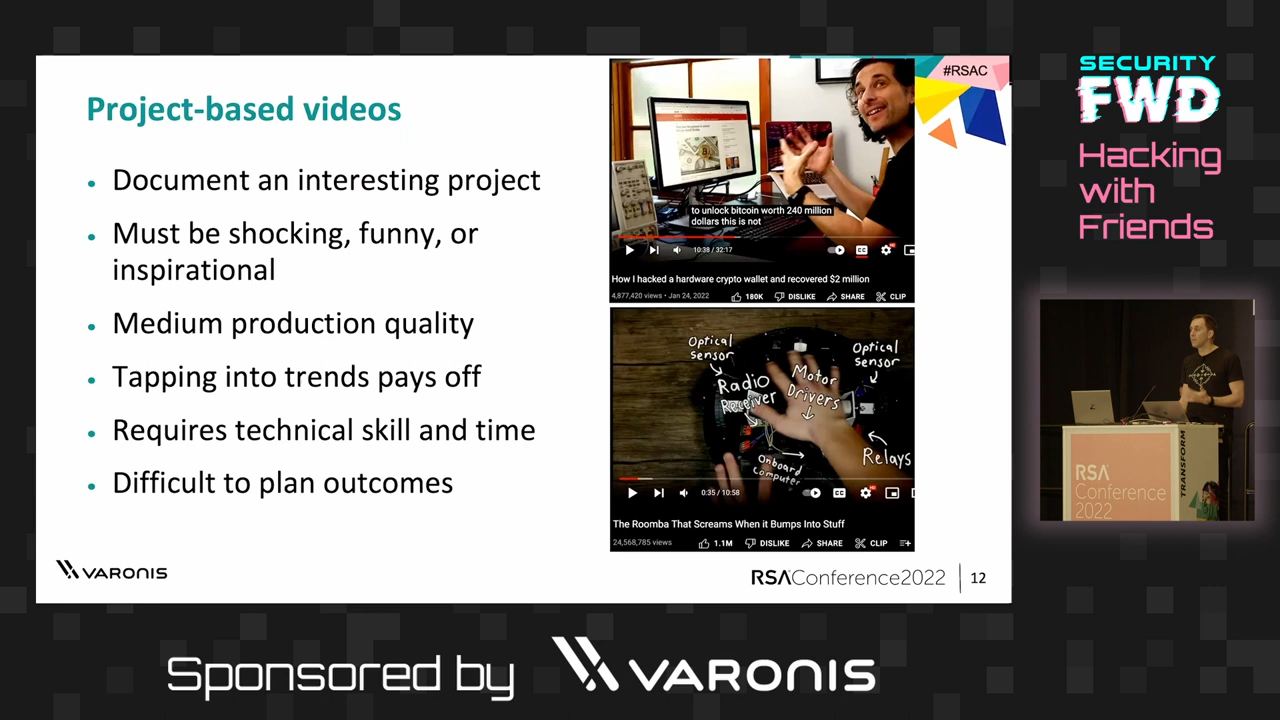 Project-based videos
• Document an interesting project
• Must be shocking, funny, or
inspirational
• Medium production quality
• Tapping into trends pays off
• Requires technical skill and time
• Difficult to plan outcomes
#RSAC
to unlock bitcoin worth 240 million
dollars this is not
10:38 / 32:17
CC
HD
How I hacked a hardware crypto wallet and recovered $2 million
4,877,420 views • Jan 24, 2022
180K
DISLIKE
SHARE
CLIP
Optical
sensor
Optical
sensor
Radio
Receiver
Motor
Drivers
Onboard
Computer
Relays
0:35 / 10:58
CC
HD
The Roomba That Screams When it Bumps Into Stuff
24,568,785 views
1.1M
DISLIKE
SHARE
CLIP
VARONIS
RSAConference2022
12
SECURITY
FWD
Hacking
with
Friends
RSA
Conference
2022
TRANSFORM
Sponsored by
VARONIS